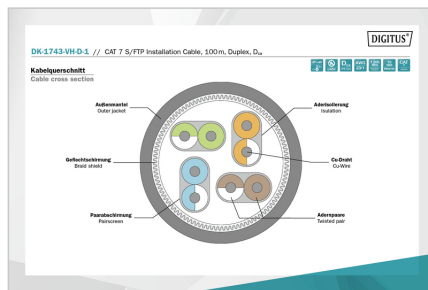 DIGITUS®
DK-1743-VH-D-1 // CAT 7 S/FTP Installation Cable, 100 m, Duplex, Dca
Kabelquerschnitt
Cable cross section
Außenmantel
Outer jacket
Aderisolierung
Insulation
Geflechtschirmung
Braid shield
Cu-Draht
Cu-Wire
Paarabschirmung
Pairscreen
Adernpaare
Twisted pair